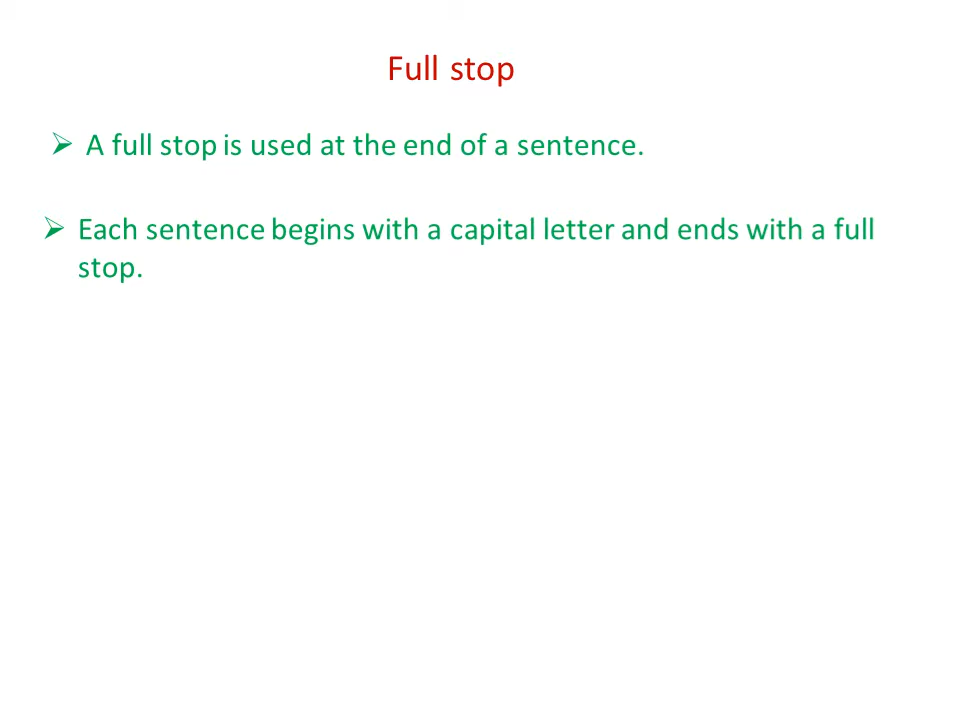 Full stop
➢ A full stop is used at the end of a sentence.
➢ Each sentence begins with a capital letter and ends with a full
stop.